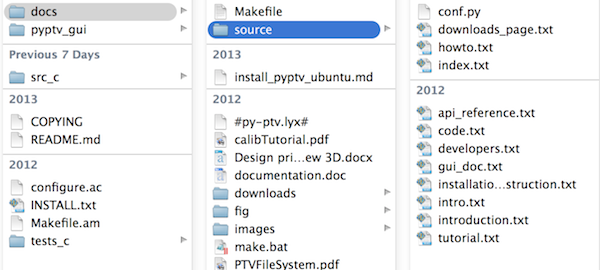 docs
pyptv_gui
Previous 7 Days
src_c
2013
COPYING
README.md
2012
configure.ac
INSTALL.txt
Makefile.am
tests_c
Makefile
source
2013
install_pyptv_ubuntu.md
2012
#py-ptv.lyx#
calibTutorial.pdf
Design pri...ew 3D.docx
documentation.doc
downloads
fig
images
make.bat
PTVFileSystem.pdf
conf.py
downloads_page.txt
howto.txt
index.txt
2012
api_reference.txt
code.txt
developers.txt
gui_doc.txt
installatio...struction.txt
intro.txt
introduction.txt
tutorial.txt